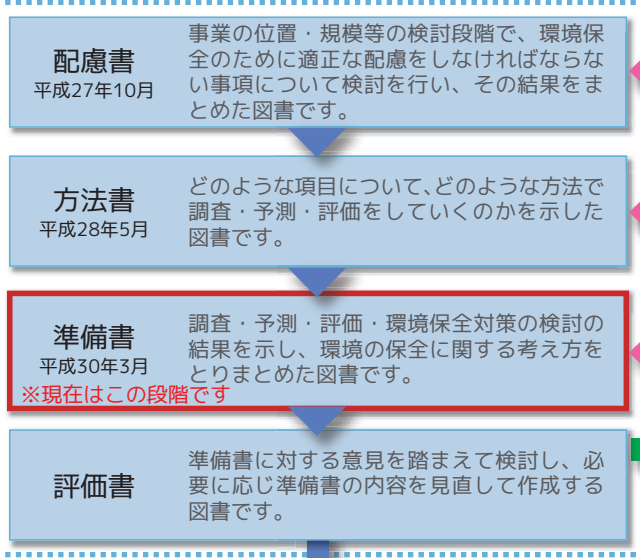 配慮書
平成27年10月
事業の位置・規模等の検討段階で、環境保
全のために適正な配慮をしなければならな
い事項について検討を行い、その結果をま
とめた図書です。
方法書
平成28年5月
どのような項目について、どのような方法で
調査・予測・評価をしていくのかを示した
図書です。
準備書
平成30年3月
※現在はこの段階です
調査・予測・評価・環境保全対策の検討の
結果を示し、環境の保全に関する考え方を
とりまとめた図書です。
評価書
準備書に対する意見を踏まえて検討し、必
要に応じ準備書の内容を見直して作成する
図書です。